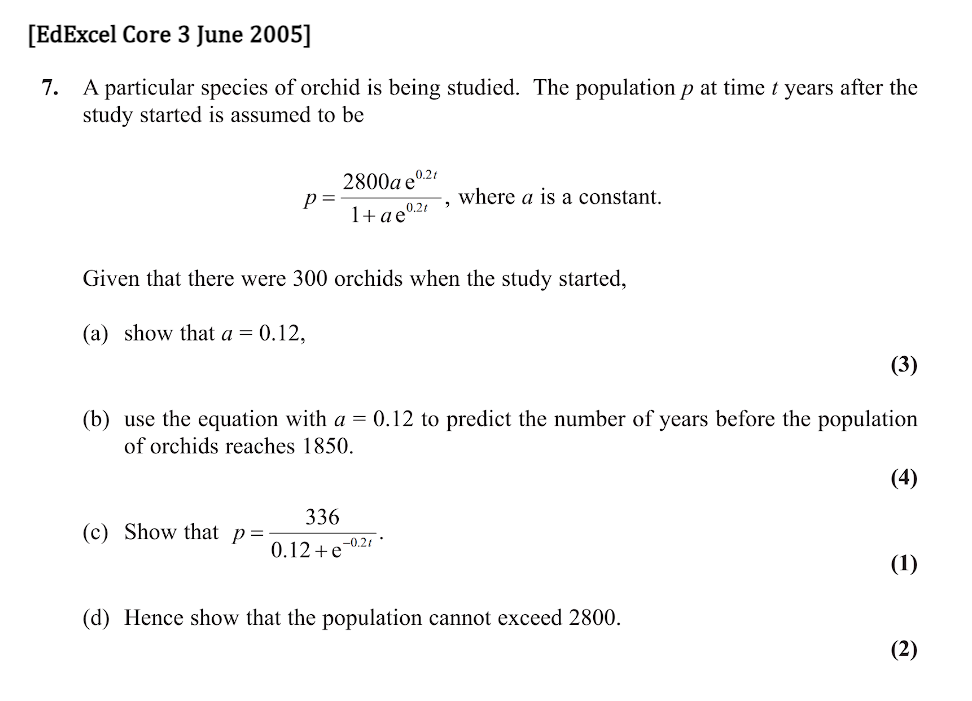 [EdExcel Core 3 June 2005]
7. A particular species of orchid is being studied. The population p at time t years after the
study started is assumed to be
p = \frac{2800a e^{0.2t}}{1 + a e^{0.2t}}, where a is a constant.
Given that there were 300 orchids when the study started,
(a) show that a = 0.12,
(3)
(b) use the equation with a = 0.12 to predict the number of years before the population
of orchids reaches 1850.
(4)
(c) Show that p = \frac{336}{0.12 + e^{-0.2t}}.
(1)
(d) Hence show that the population cannot exceed 2800.
(2)